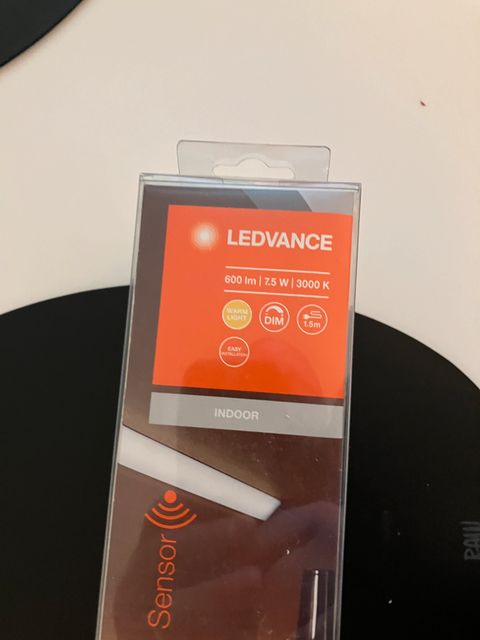 LEDVANCE
600 lm | 7.5 W | 3000 K
WARM
LIGHT
DIM
1.5m
EASY
INSTALLATION
INDOOR
Sensor